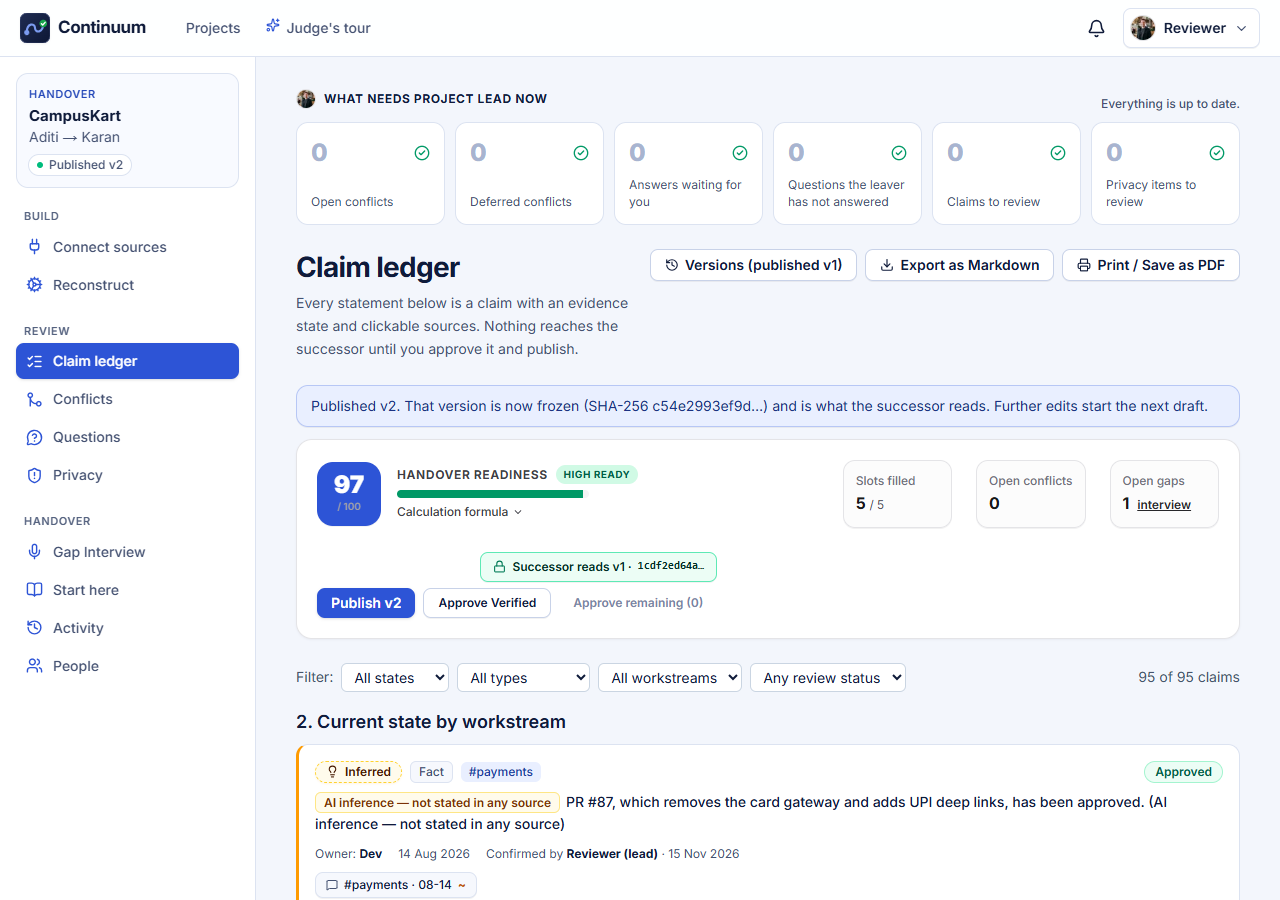 Continuum
Projects
Judge's tour
Reviewer
HANDOVER
CampusKart
Aditi → Karan
Published v2
BUILD
Connect sources
Reconstruct
REVIEW
Claim ledger
Conflicts
Questions
Privacy
HANDOVER
Gap Interview
Start here
Activity
People
WHAT NEEDS PROJECT LEAD NOW
Everything is up to date.
0
Open conflicts
0
Deferred conflicts
0
Answers waiting for
you
0
Questions the leaver
has not answered
0
Claims to review
0
Privacy items to
review
Claim ledger
Versions (published v1)
Export as Markdown
Print / Save as PDF
Every statement below is a claim with an evidence
state and clickable sources. Nothing reaches the
successor until you approve it and publish.
Published v2. That version is now frozen (SHA-256 c54e2993ef9d…) and is what the successor reads. Further edits start the next draft.
97
/ 100
HANDOVER READINESS
HIGH READY
Calculation formula
Slots filled
5 / 5
Open conflicts
0
Open gaps
1 interview
Successor reads v1 · 1cdf2ed64a…
Publish v2
Approve Verified
Approve remaining (0)
Filter:
All states
All types
All workstreams
Any review status
95 of 95 claims
2. Current state by workstream
Inferred
Fact
#payments
Approved
AI inference — not stated in any source PR #87, which removes the card gateway and adds UPI deep links, has been approved. (AI
inference — not stated in any source)
Owner: Dev 14 Aug 2026 Confirmed by Reviewer (lead) · 15 Nov 2026
#payments · 08-14 ~